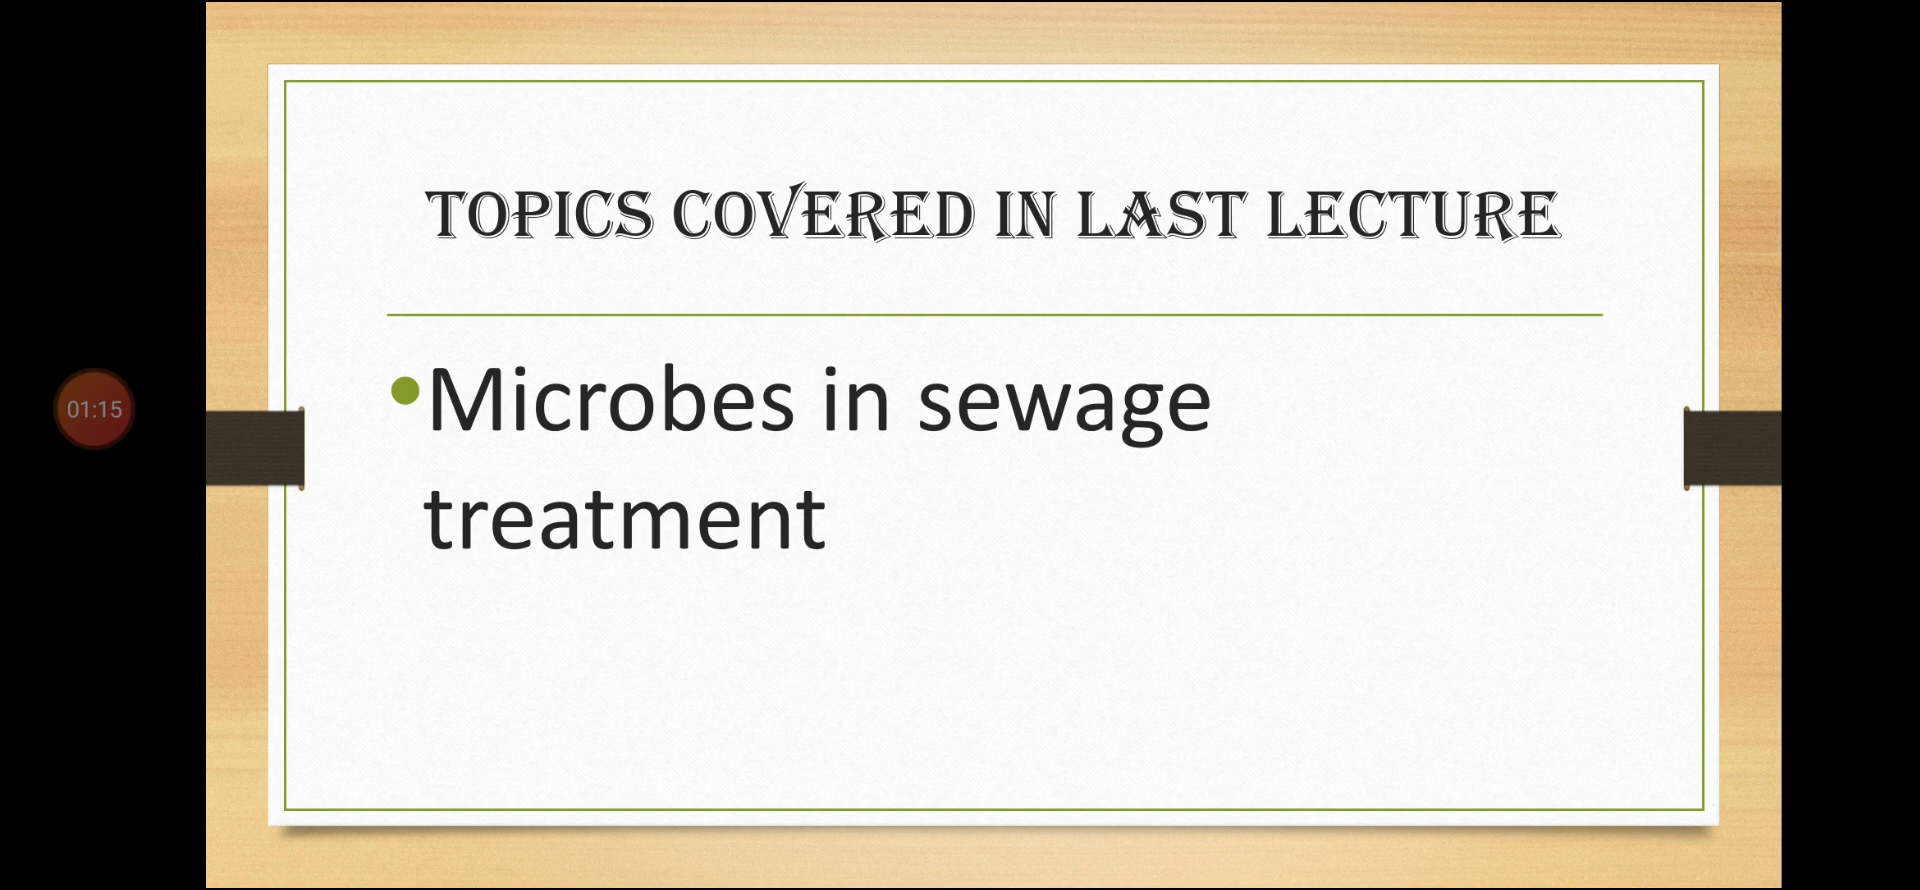 TOPICS COVERED IN LAST LECTURE
01:15
•Microbes in sewage
treatment